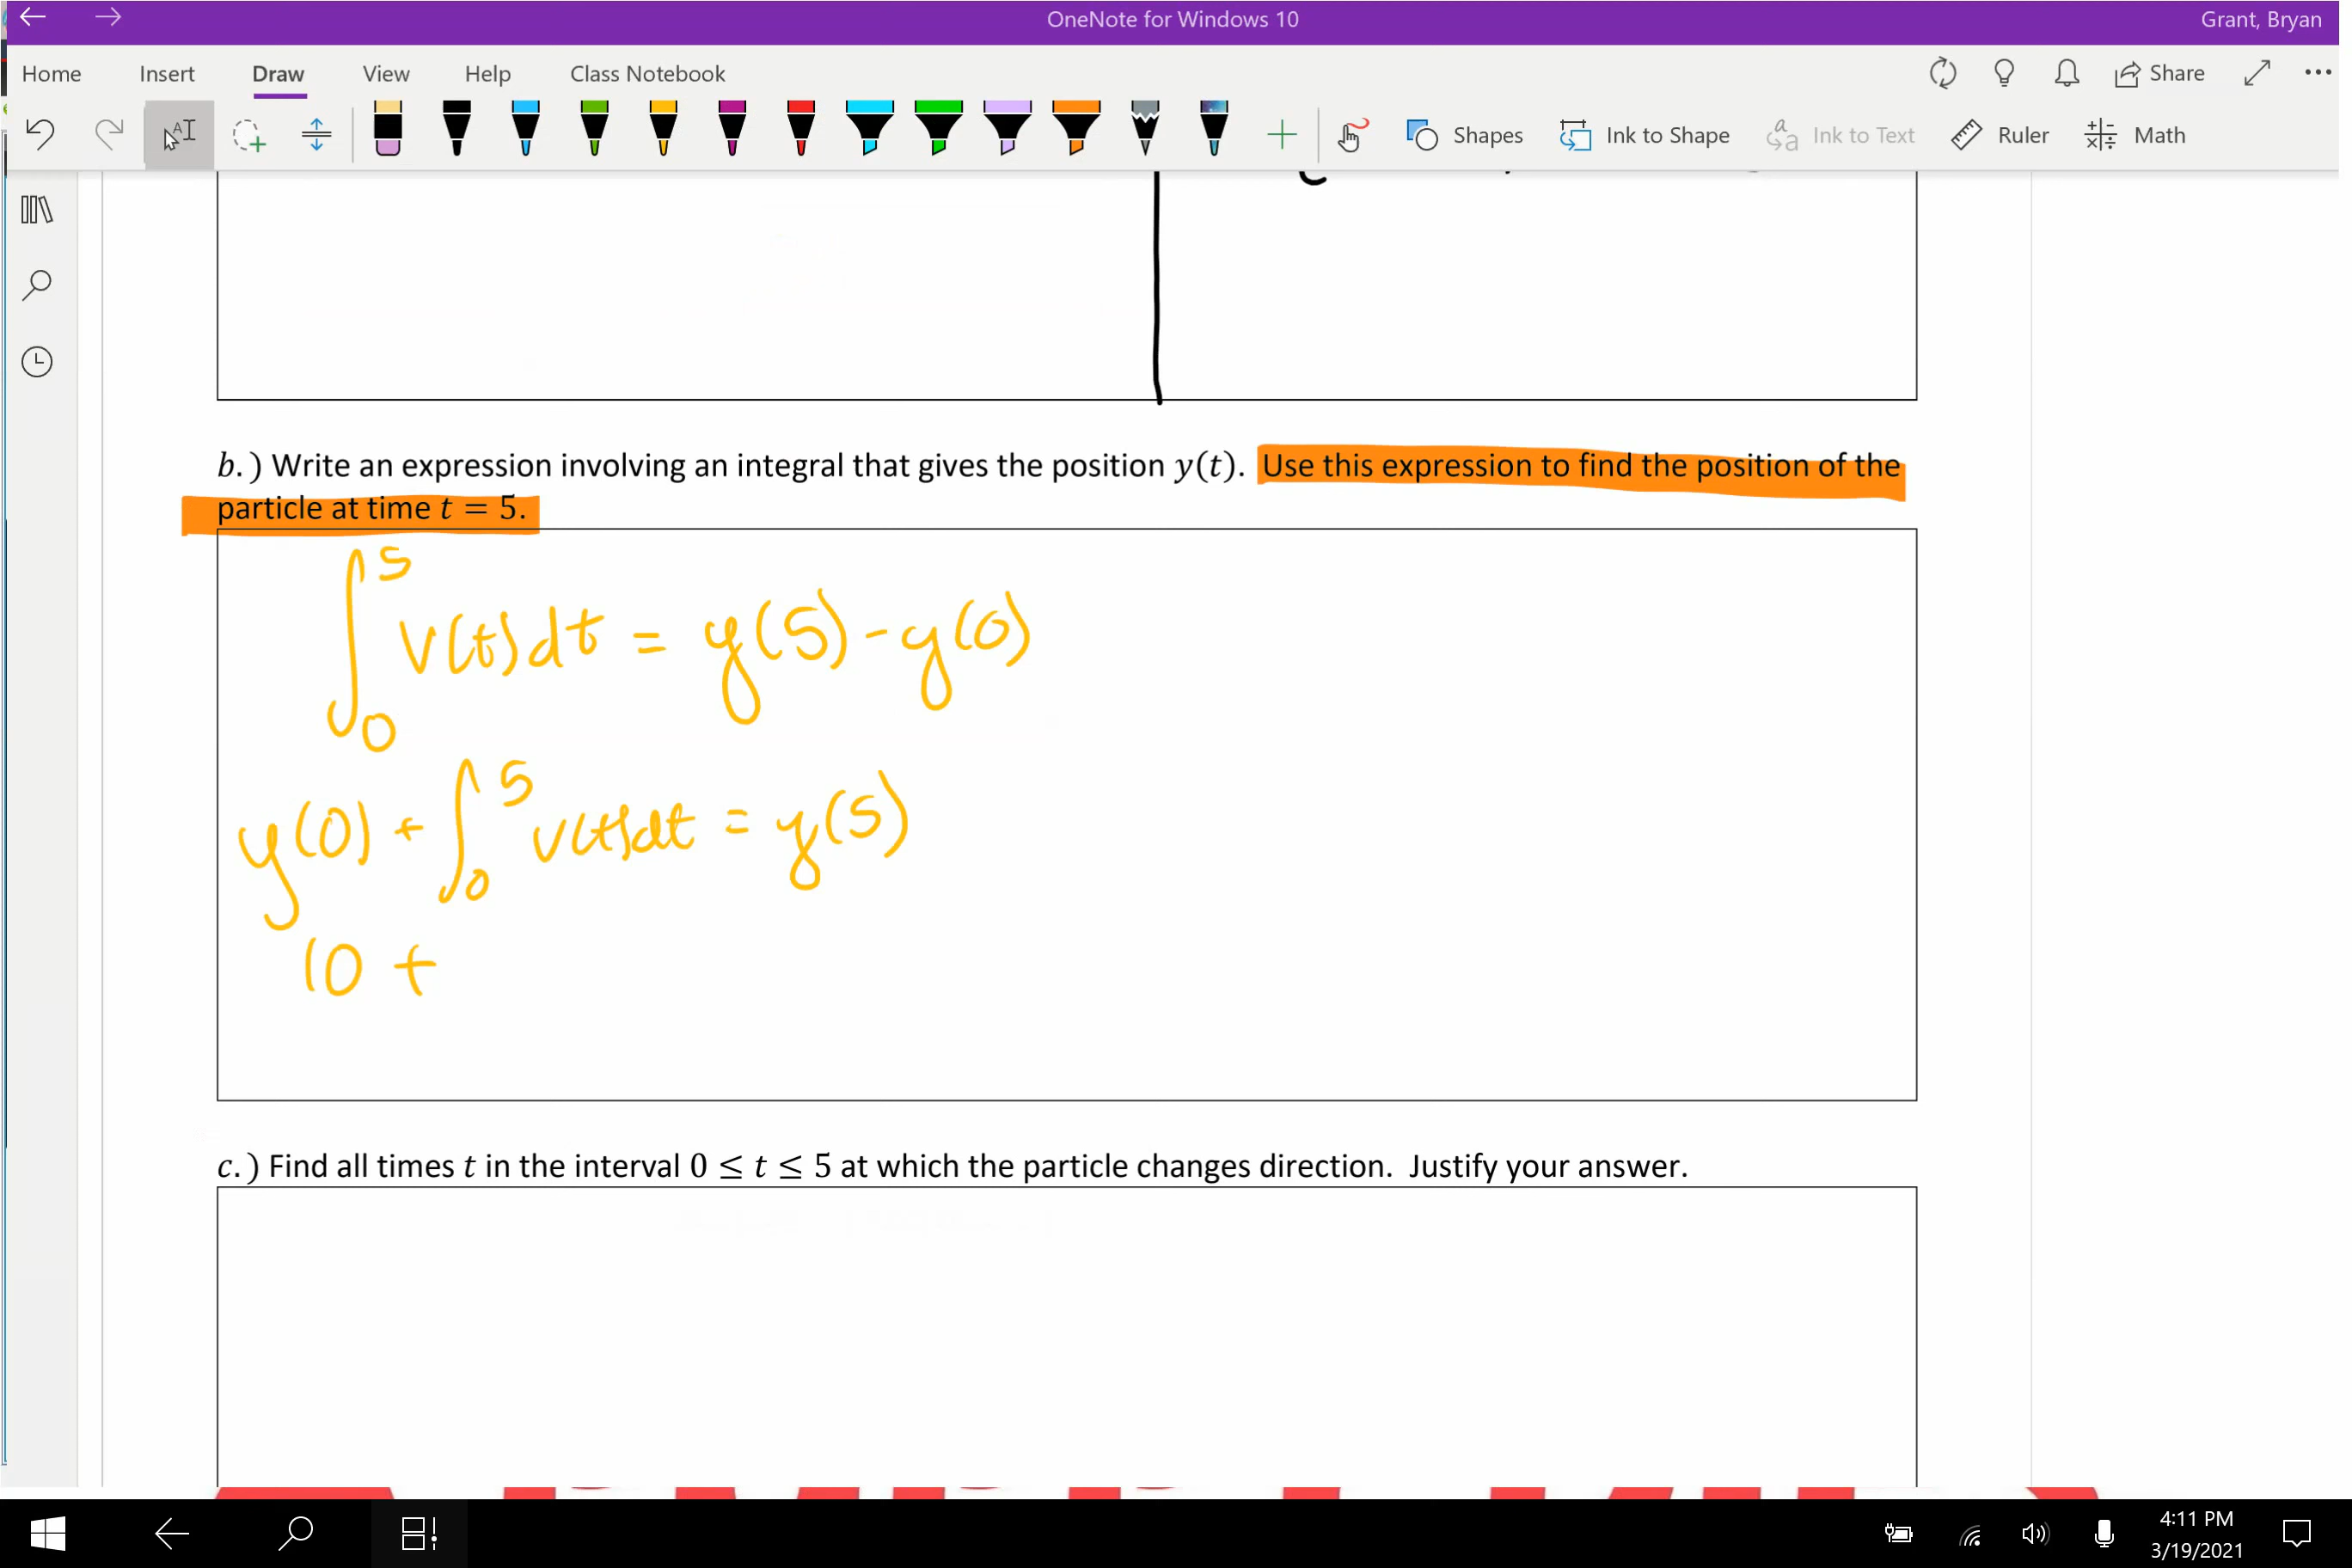 OneNote for Windows 10
Grant, Bryan
Home Insert Draw View Help Class Notebook
Share
Shapes Ink to Shape Ink to Text Ruler Math
b.) Write an expression involving an integral that gives the position y(t). Use this expression to find the position of the
particle at time t = 5.
∫₀⁵ v(t)dt = y(5) - y(0)
y(0) + ∫₀⁵ v(t)dt = y(5)
10 +
c.) Find all times t in the interval 0 ≤ t ≤ 5 at which the particle changes direction. Justify your answer.
4:11 PM
3/19/2021